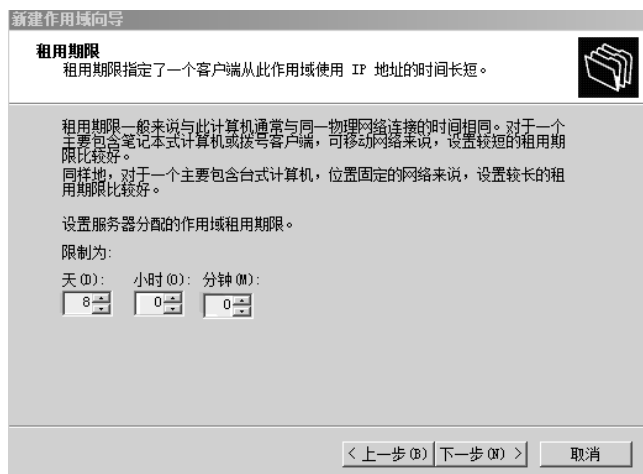 新建作用域向导
租用期限
租用期限指定了一个客户端从此作用域使用 IP 地址的时间长短。
租用期限一般来说与此计算机通常与同一物理网络连接的时间相同。对于一个
主要包含笔记本式计算机或拨号客户端，可移动网络来说，设置较短的租用期
限比较好。
同样地，对于一个主要包含台式计算机，位置固定的网络来说，设置较长的租
用期限比较好。
设置服务器分配的作用域租用期限。
限制为:
天(D): 小时(O): 分钟(M):
8 0 0
< 上一步(B) 下一步(N) > 取消